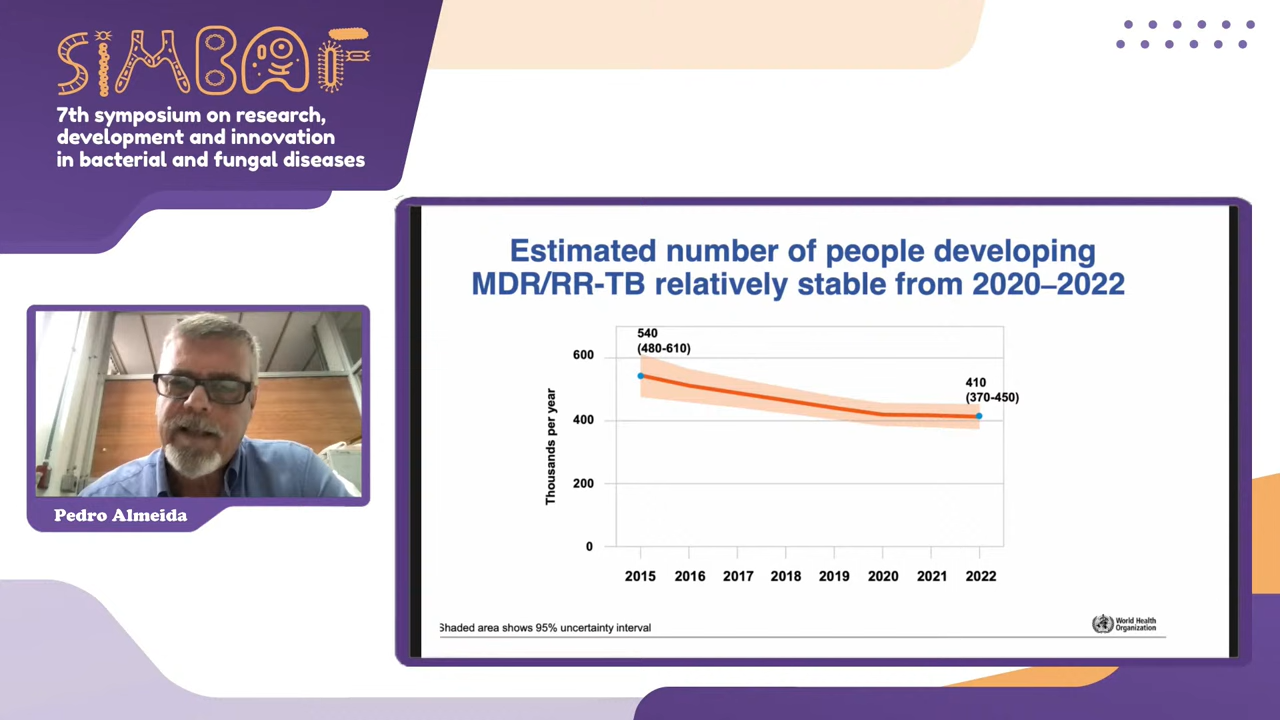 SIMBAF
7th symposium on research,
development and innovation
in bacterial and fungal diseases
Pedro Almeida
Estimated number of people developing
MDR/RR-TB relatively stable from 2020–2022
540
(480-610)
410
(370-450)
600
400
200
0
Thousands per year
2015 2016 2017 2018 2019 2020 2021 2022
Shaded area shows 95% uncertainty interval
World Health
Organization